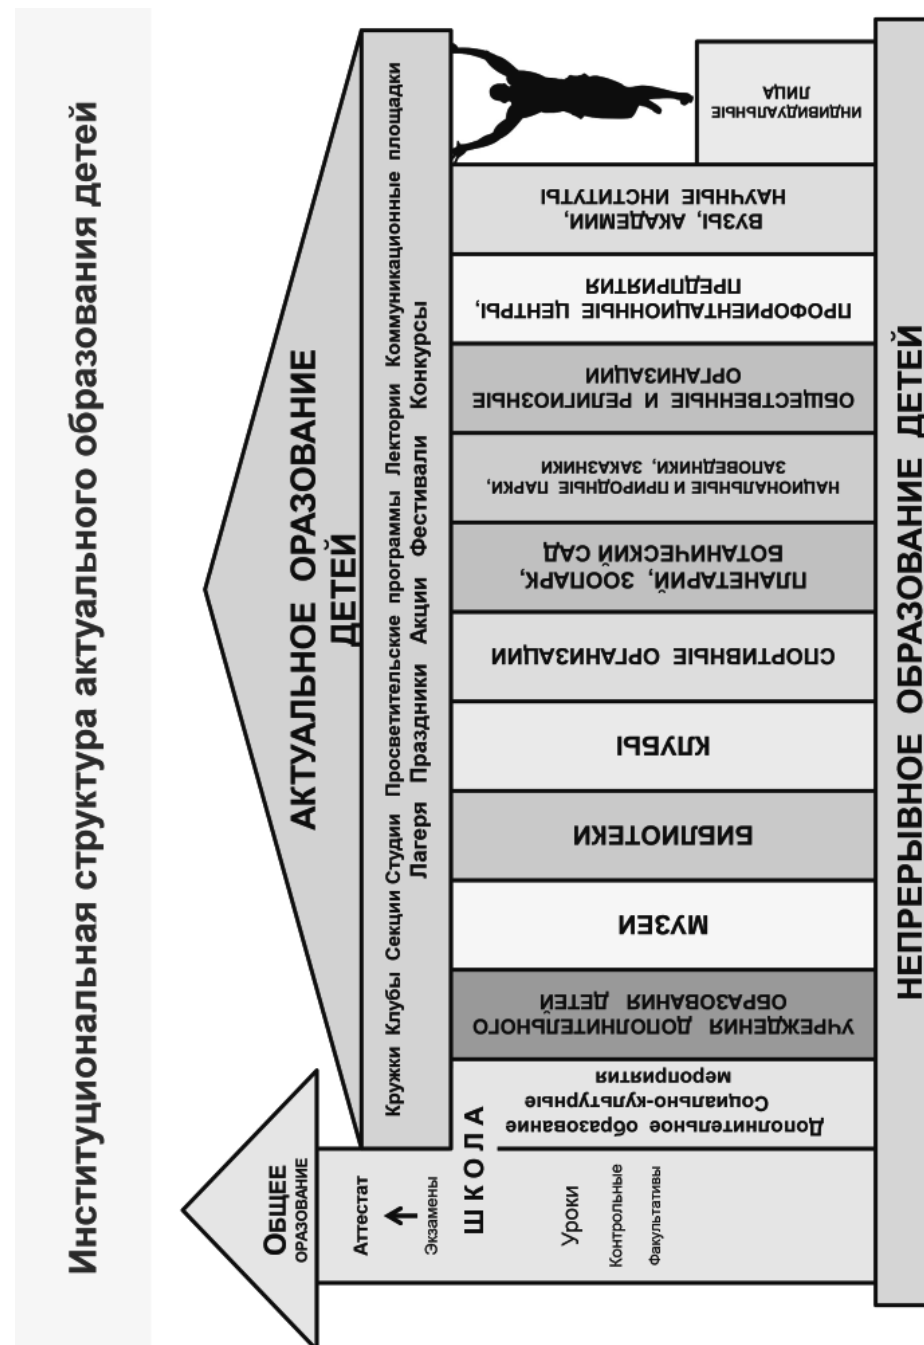 Институциональная структура актуального образования детей
АКТУАЛЬНОЕ ОРАЗОВАНИЕ
ДЕТЕЙ
Кружки Клубы Секции Студии Просветительские программы Лектории Коммуникационные площадки
Лагеря Праздники Акции Фестивали Конкурсы
ОБЩЕЕ
ОРАЗОВАНИЕ
Аттестат
Экзамены
ШКОЛА
Уроки
Контрольные
Факультативы
Дополнительное образование
Социально-культурные
мероприятия
УЧРЕЖДЕНИЯ ДОПОЛНИТЕЛЬНОГО
ОБРАЗОВАНИЯ ДЕТЕЙ
МУЗЕИ
БИБЛИОТЕКИ
КЛУБЫ
СПОРТИВНЫЕ ОРГАНИЗАЦИИ
ПЛАНЕТАРИЙ, ЗООПАРК,
БОТАНИЧЕСКИЙ САД
НАЦИОНАЛЬНЫЕ И ПРИРОДНЫЕ ПАРКИ,
ЗАПОВЕДНИКИ, ЗАКАЗНИКИ
ОБЩЕСТВЕННЫЕ И РЕЛИГИОЗНЫЕ
ОРГАНИЗАЦИИ
ПРОФОРИЕНТАЦИОННЫЕ ЦЕНТРЫ,
ПРЕДПРИЯТИЯ
ВУЗЫ, АКАДЕМИИ,
НАУЧНЫЕ ИНСТИТУТЫ
ИНДИВИДУАЛЬНЫЕ
ЛИЦА
НЕПРЕРЫВНОЕ ОБРАЗОВАНИЕ ДЕТЕЙ